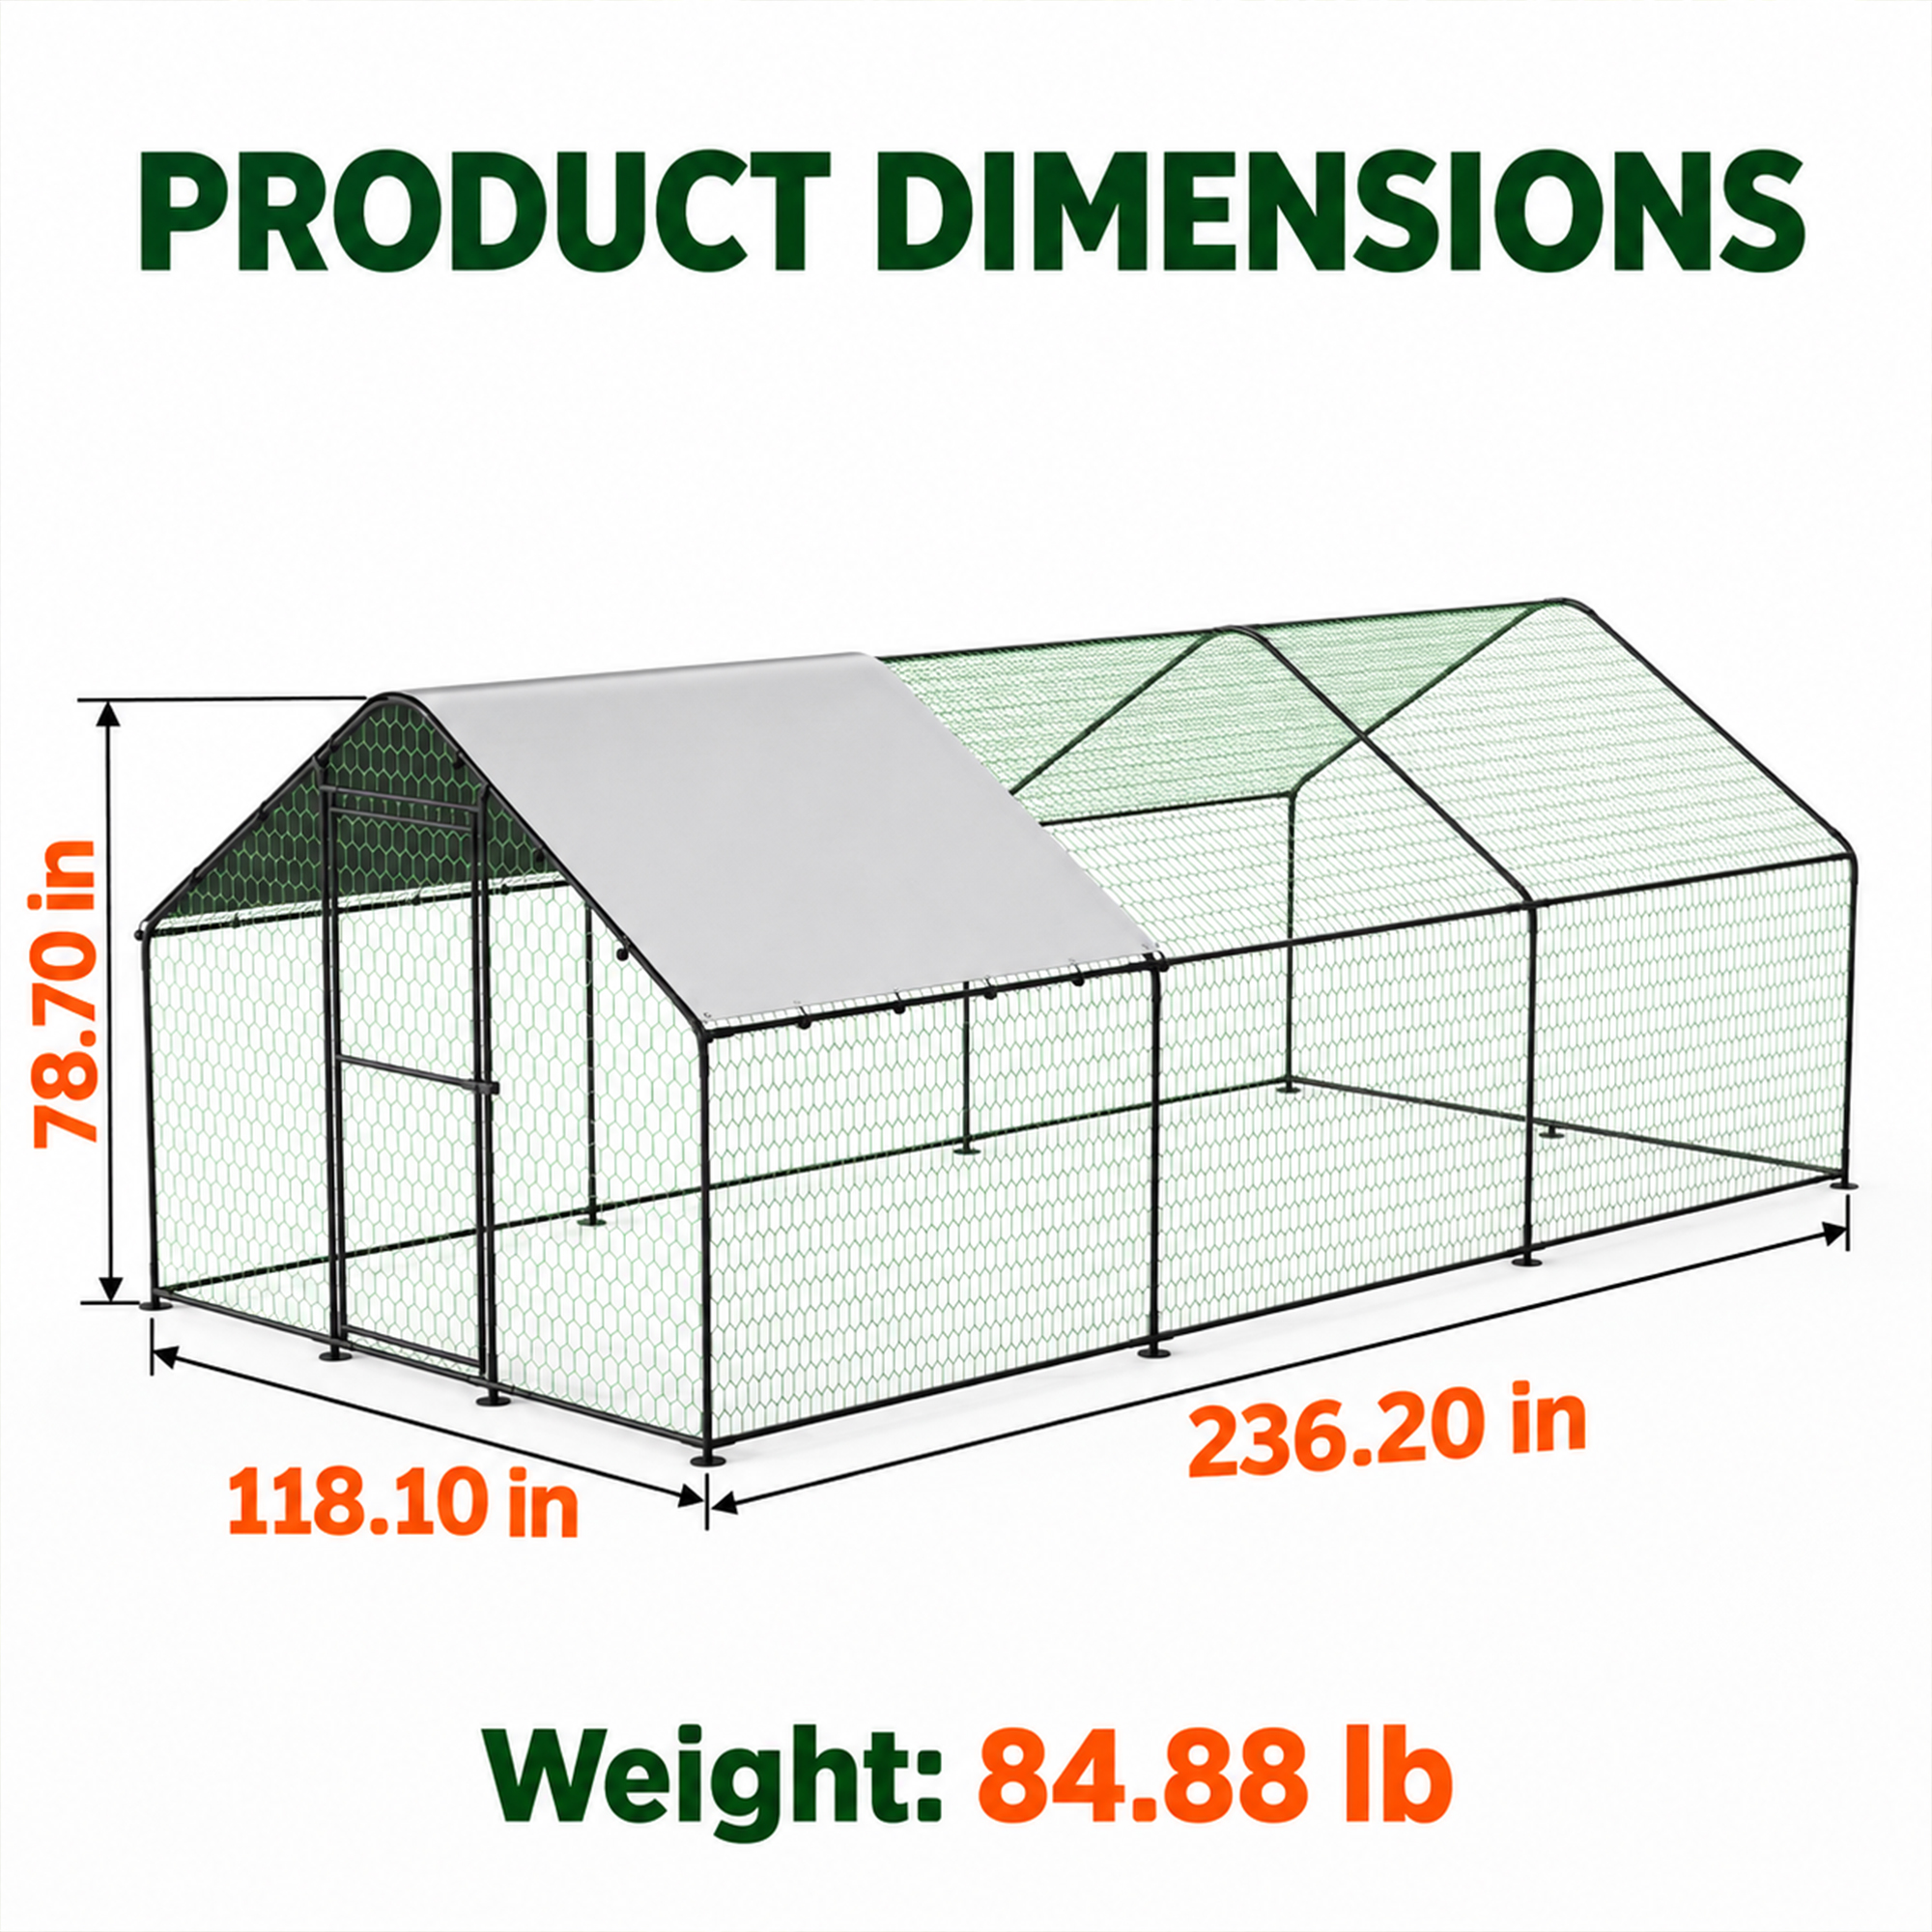 PRODUCT DIMENSIONS
78.70 in
118.10 in
236.20 in
Weight: 84.88 lb